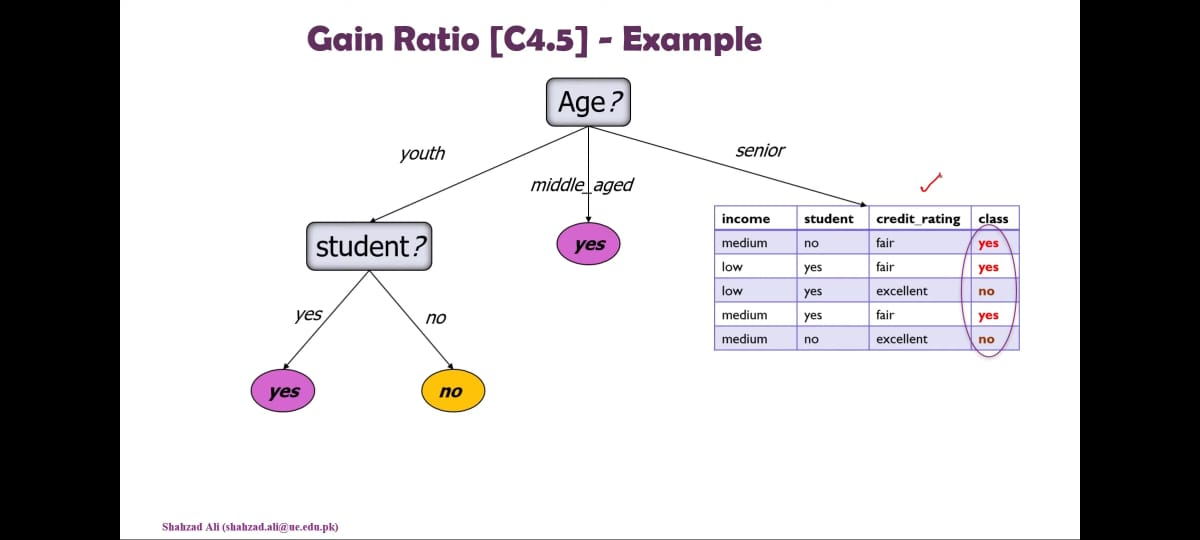 Gain Ratio [C4.5] - Example
Age?
youth
senior
middle_aged
income student credit_rating class
medium no fair yes
low yes fair yes
low yes excellent no
medium yes fair yes
medium no excellent no
student?
yes
yes
no
yes
no
Shahzad Ali (shahzad.ali@ue.edu.pk)